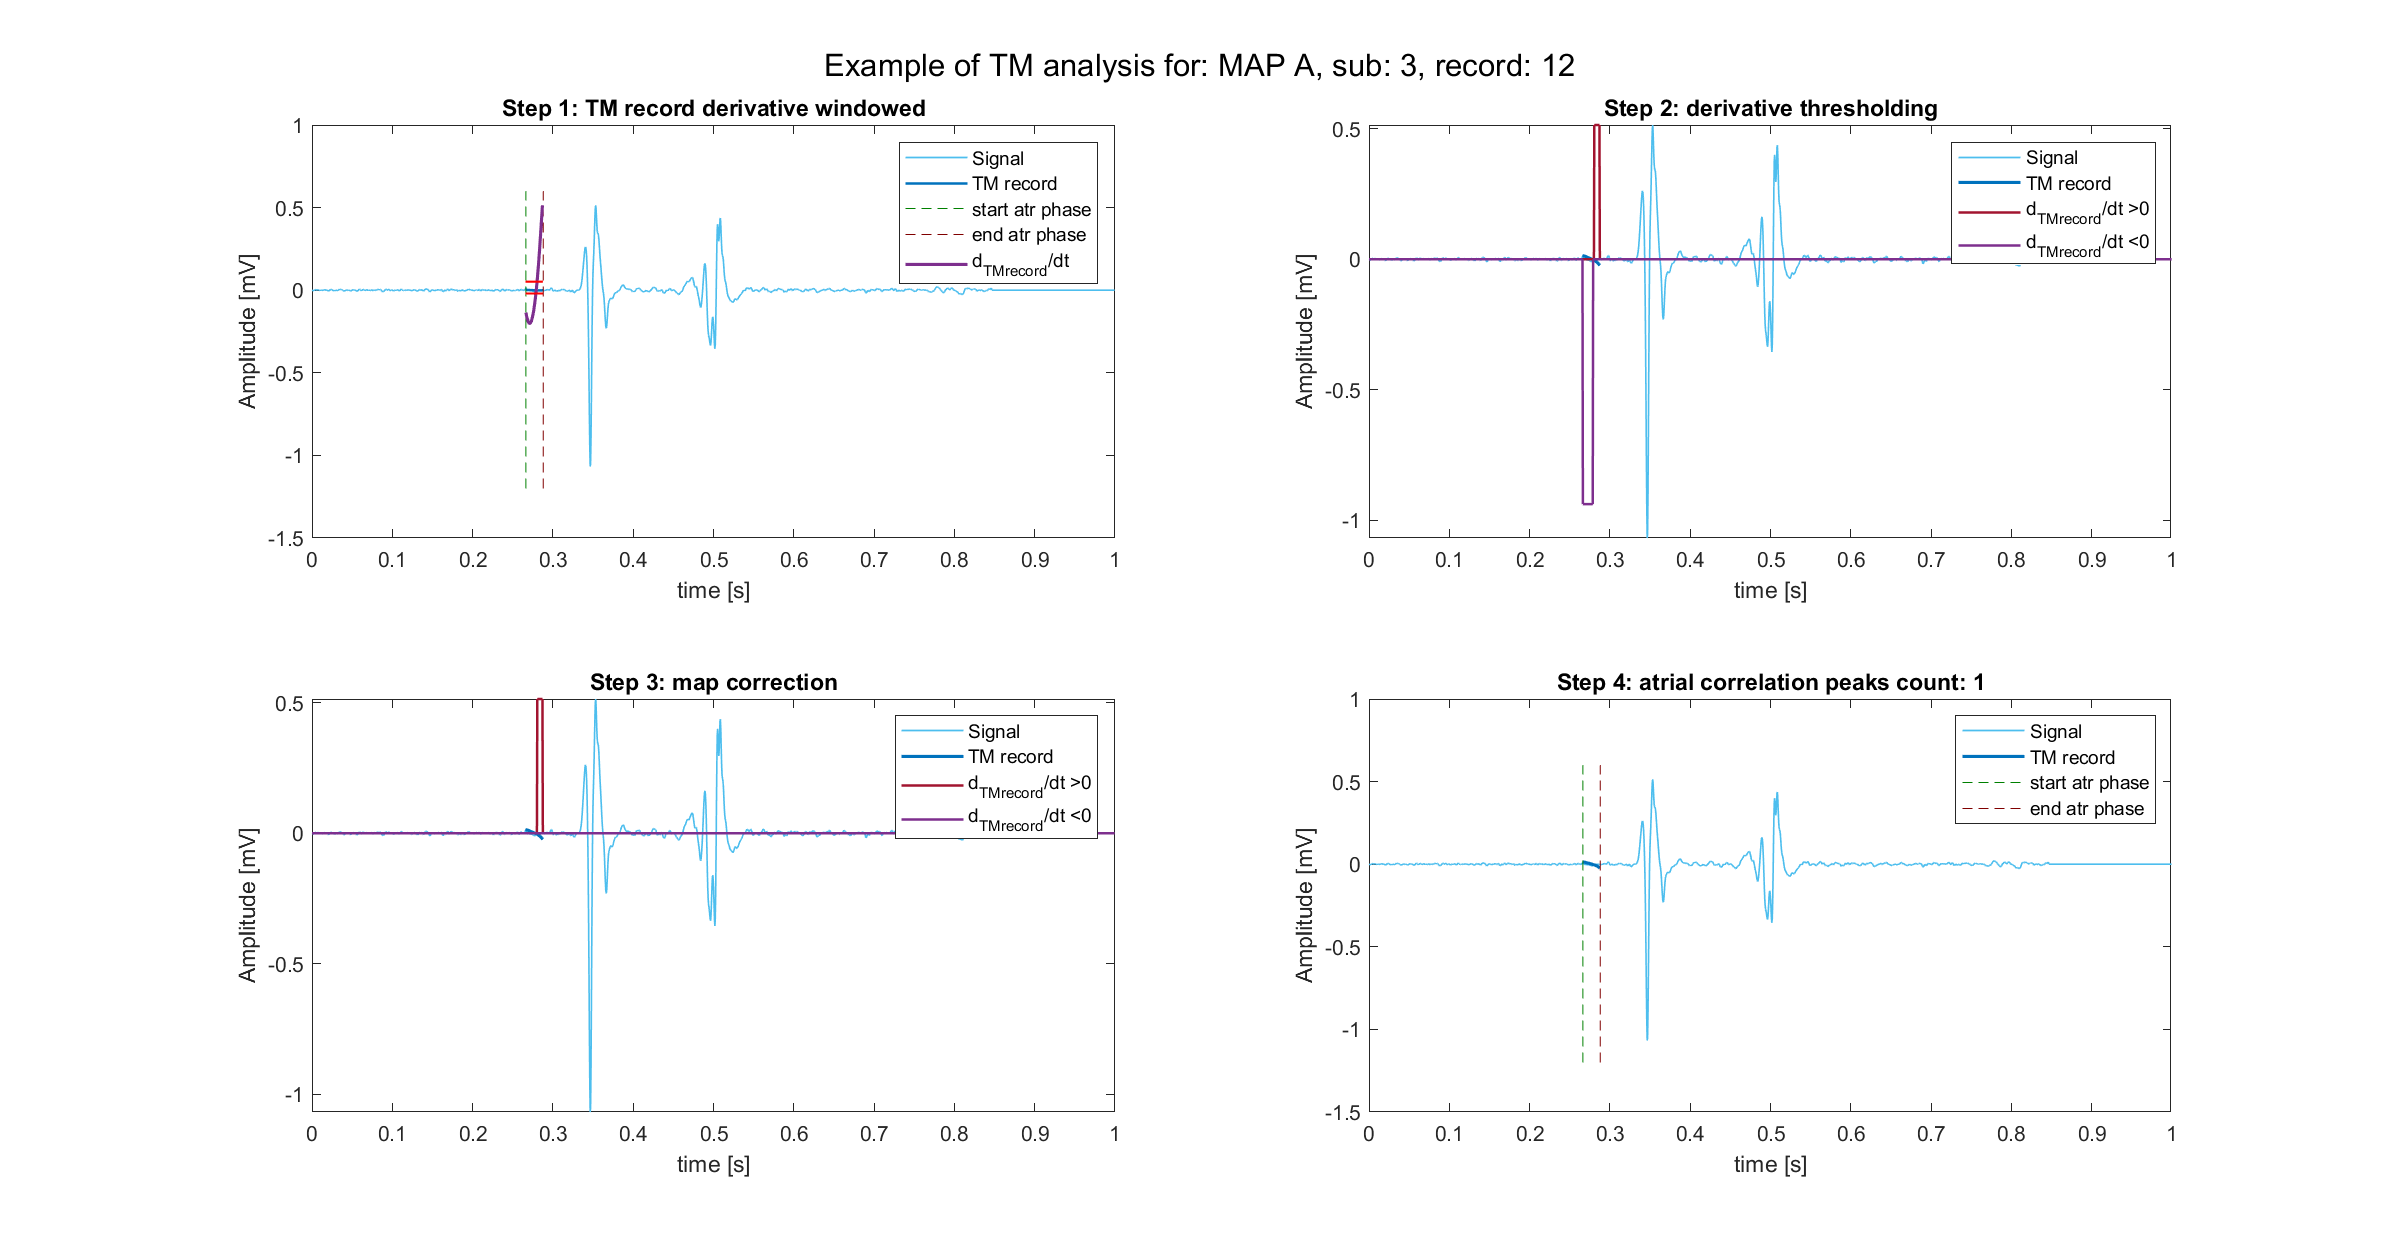 Example of TM analysis for: MAP A, sub: 3, record: 12
Step 1: TM record derivative windowed
1
0.5
0
-0.5
-1
-1.5
Amplitude [mV]
0 0.1 0.2 0.3 0.4 0.5 0.6 0.7 0.8 0.9 1
time [s]
Signal
TM record
start atr phase
end atr phase
dTMrecord/dt
Step 2: derivative thresholding
0.5
0
-0.5
-1
Amplitude [mV]
0 0.1 0.2 0.3 0.4 0.5 0.6 0.7 0.8 0.9 1
time [s]
Signal
TM record
dTMrecord/dt >0
dTMrecord/dt <0
Step 3: map correction
0.5
0
-0.5
-1
Amplitude [mV]
0 0.1 0.2 0.3 0.4 0.5 0.6 0.7 0.8 0.9 1
time [s]
Signal
TM record
dTMrecord/dt >0
dTMrecord/dt <0
Step 4: atrial correlation peaks count: 1
1
0.5
0
-0.5
-1
-1.5
Amplitude [mV]
0 0.1 0.2 0.3 0.4 0.5 0.6 0.7 0.8 0.9 1
time [s]
Signal
TM record
start atr phase
end atr phase